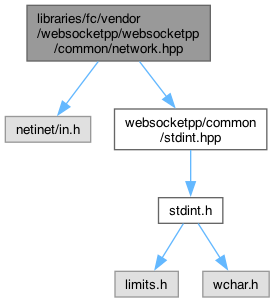 libraries/fc/vendor
/websocketpp/websocketpp
/common/network.hpp
netinet/in.h
websocketpp/common
/stdint.hpp
stdint.h
limits.h
wchar.h